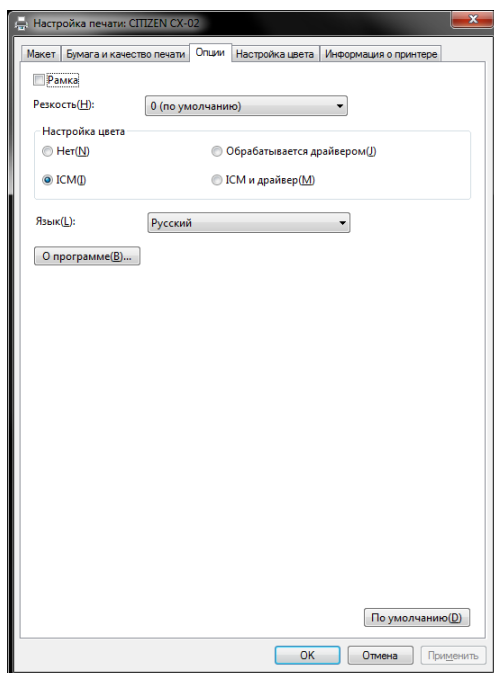 Настройка печати: CITIZEN CX-02
Макет Бумага и качество печати Опции Настройка цвета Информация о принтере
Рамка
Резкость(H): 0 (по умолчанию)
Настройка цвета
Нет(N) Обрабатывается драйвером(J)
ICM(I) ICM и драйвер(M)
Язык(L): Русский
О программе(B)...
По умолчанию(D)
OK Отмена Применить